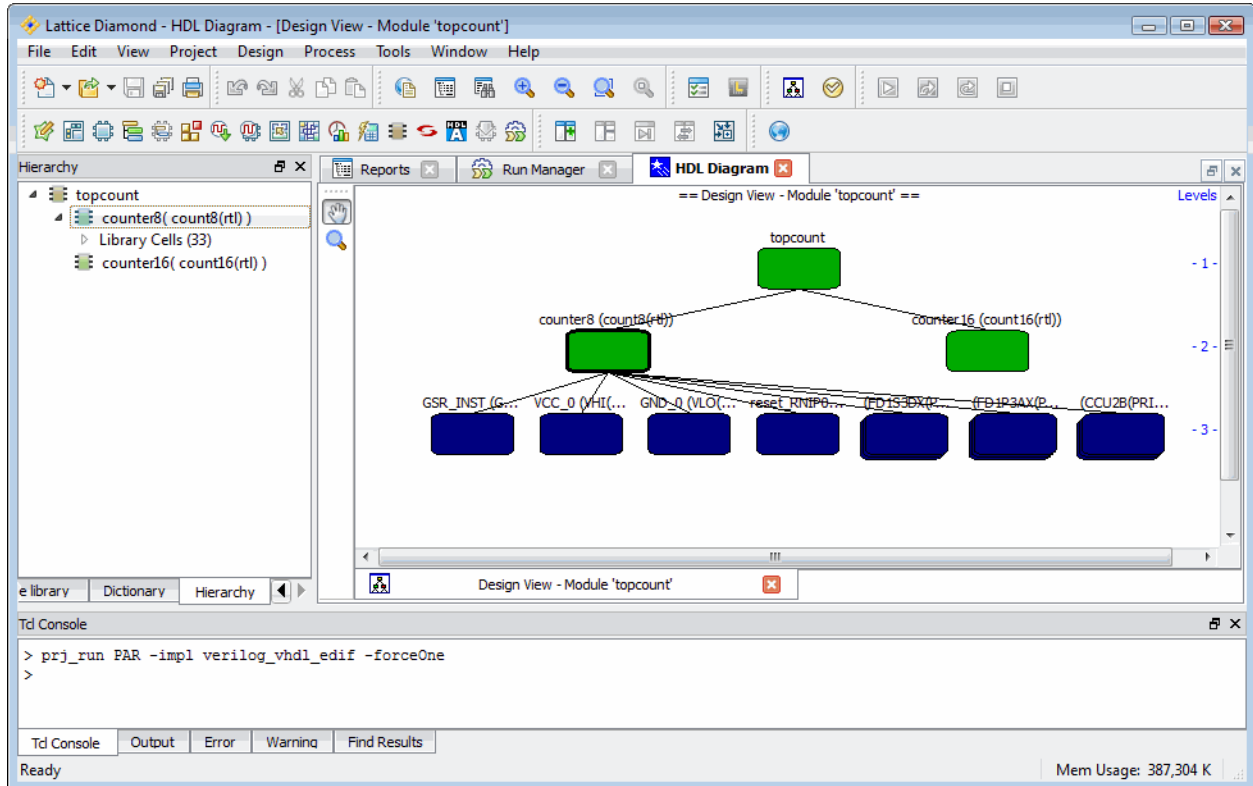 Lattice Diamond - HDL Diagram - [Design View - Module 'topcount']
File Edit View Project Design Process Tools Window Help
Hierarchy
Reports
Run Manager
HDL Diagram
topcount
counter8( count8(rtl) )
Library Cells (33)
counter16( count16(rtl) )
== Design View - Module 'topcount' ==
Levels
topcount
- 1 -
counter8 (count8(rtl))
counter16 (count16(rtl))
- 2 -
GSR_INST (G...
VCC_0 (VHI(...
GND_0 (VLO(...
reset_RNIP0...
(FD1S3DX(P...
(FD1P3AX(P...
(CCU2B(PRI...
- 3 -
e library Dictionary Hierarchy
Design View - Module 'topcount'
Tcl Console
> prj_run PAR -impl verilog_vhdl_edif -forceOne
>
Tcl Console Output Error Warning Find Results
Ready
Mem Usage: 387,304 K